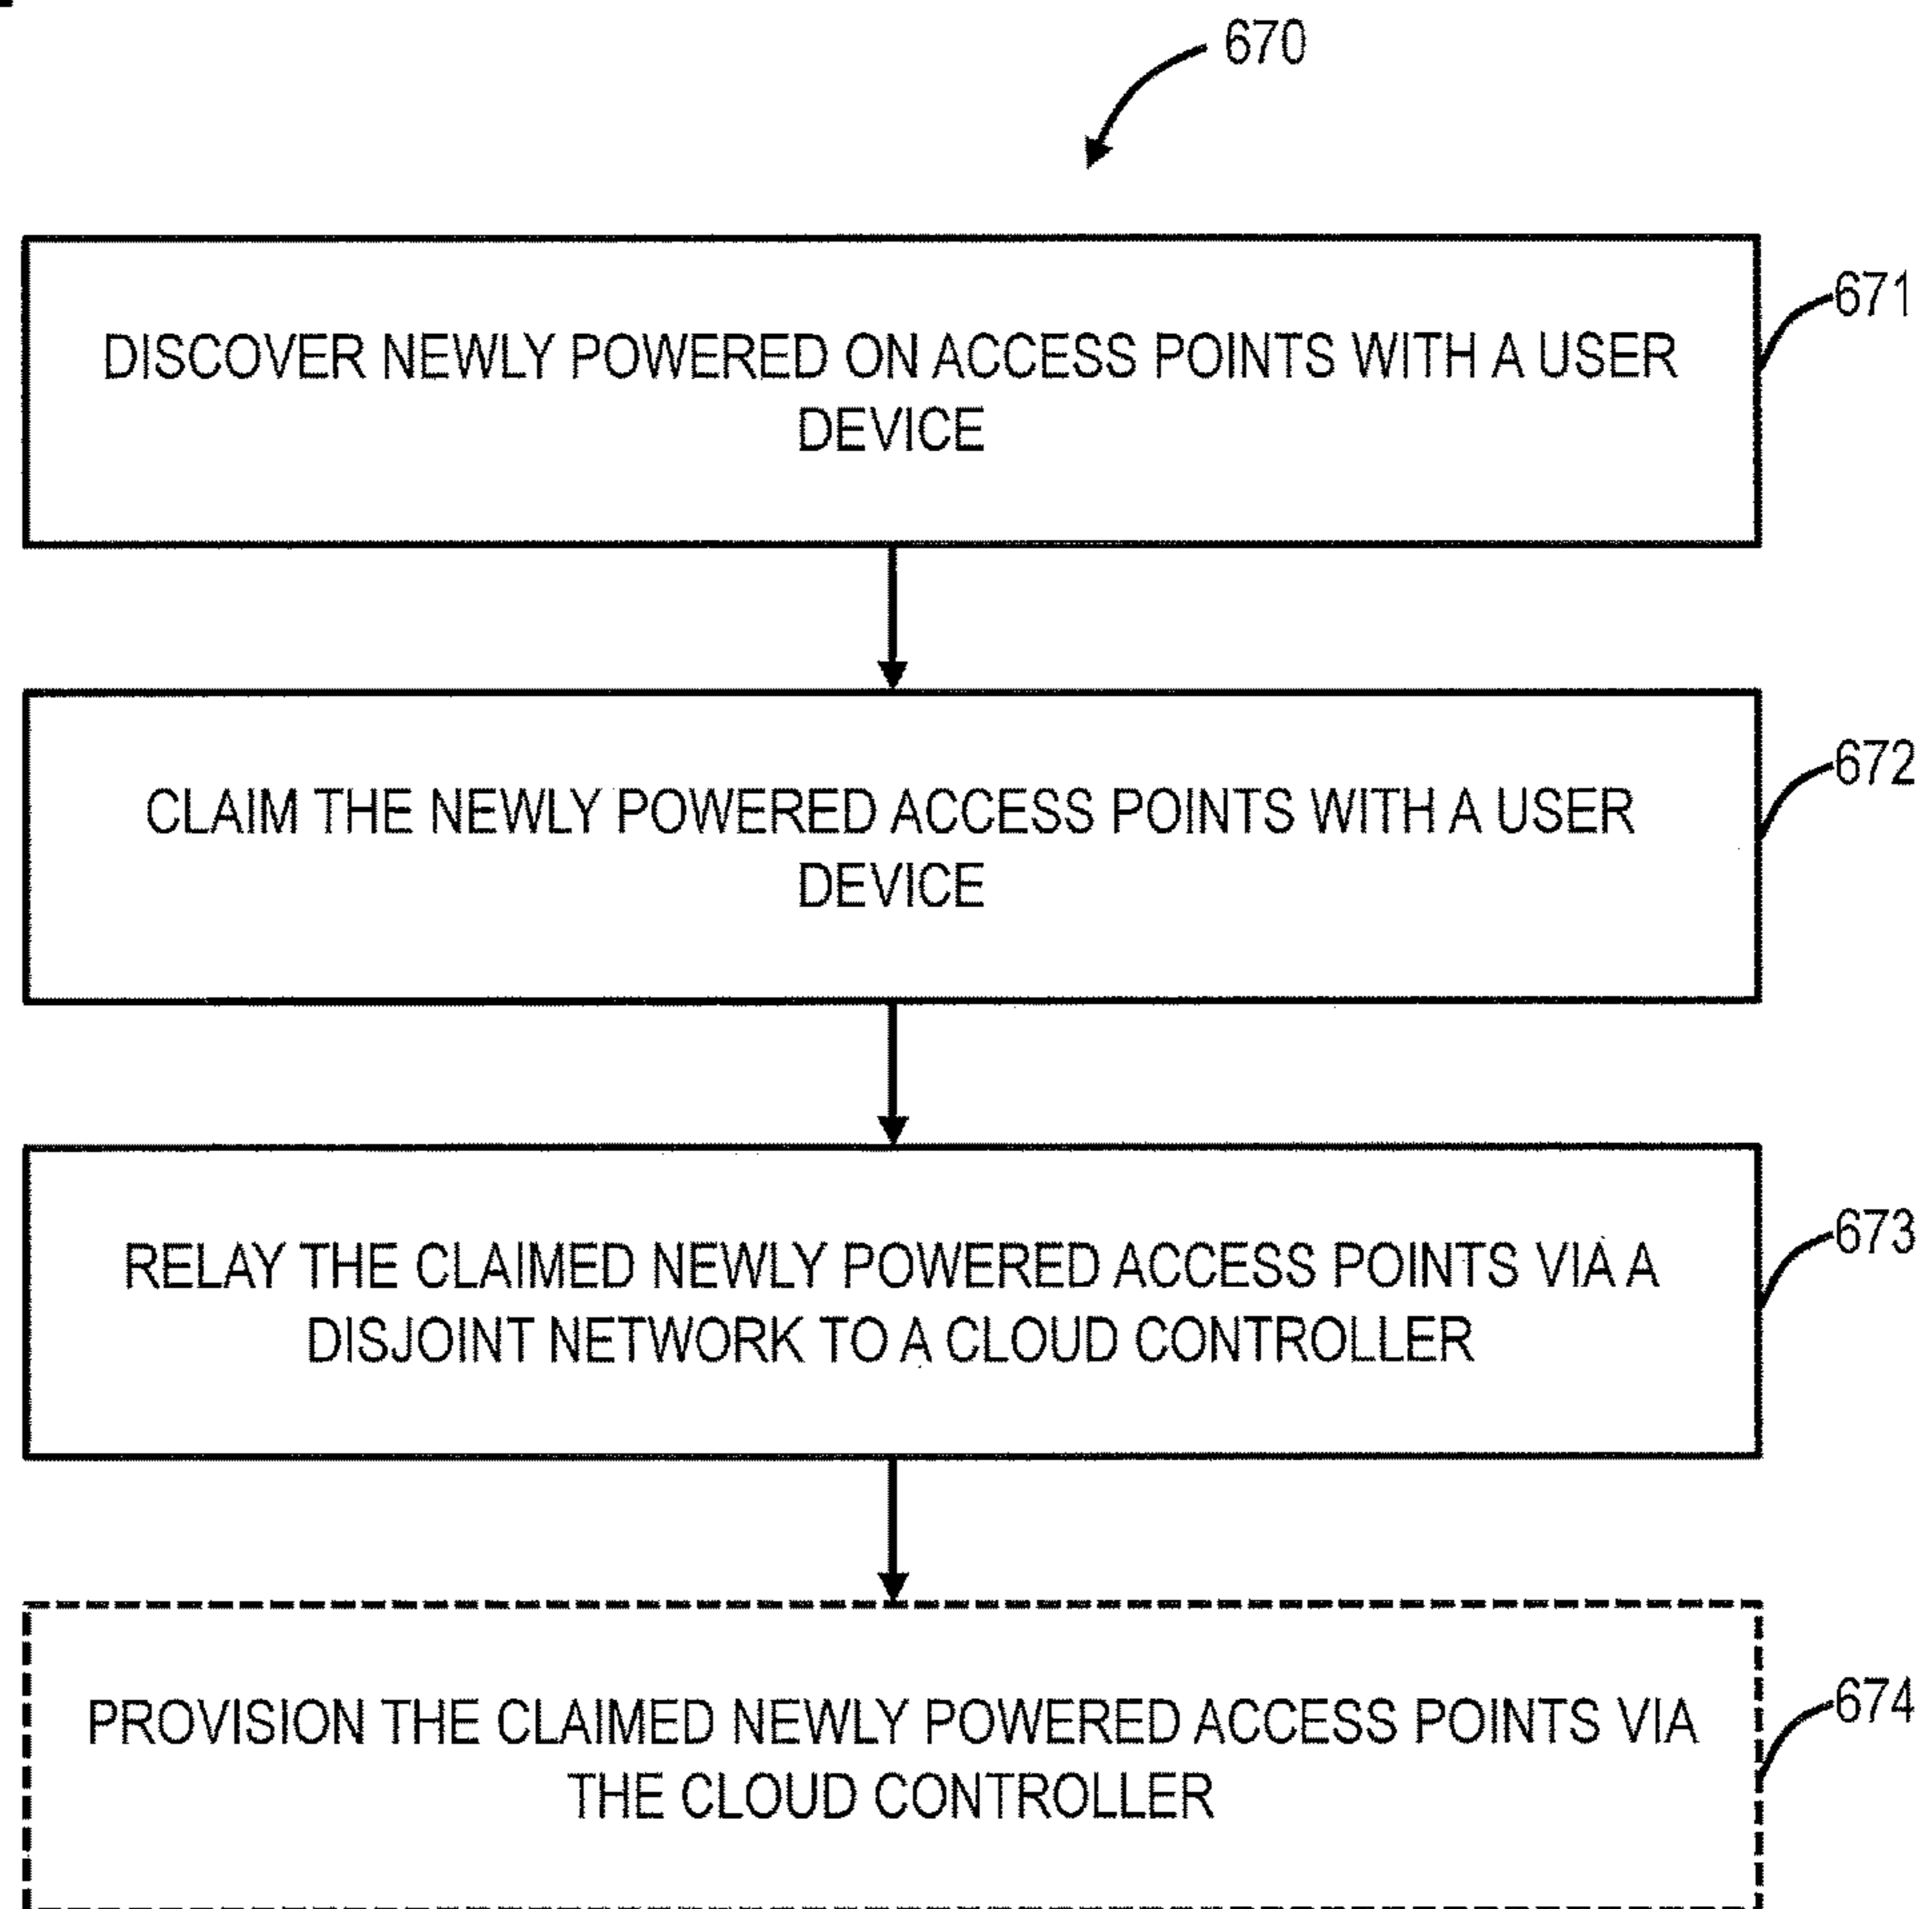 670
DISCOVER NEWLY POWERED ON ACCESS POINTS WITH A USER
DEVICE
671
CLAIM THE NEWLY POWERED ACCESS POINTS WITH A USER
DEVICE
672
RELAY THE CLAIMED NEWLY POWERED ACCESS POINTS VIA A
DISJOINT NETWORK TO A CLOUD CONTROLLER
673
PROVISION THE CLAIMED NEWLY POWERED ACCESS POINTS VIA
THE CLOUD CONTROLLER
674